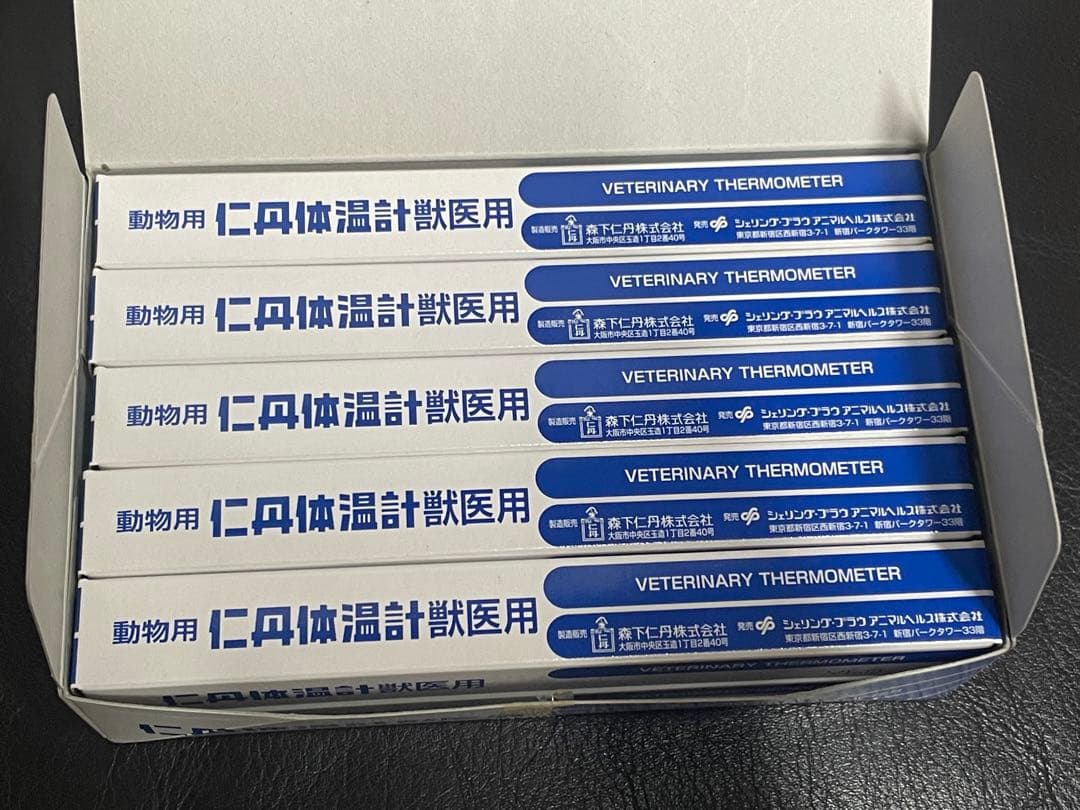 動物用 仁丹体温計獣医用 VETERINARY THERMOMETER
製造販売 仁丹 森下仁丹株式会社 発売 シェリング・プラウ アニマルヘルス株式会社
大阪市中央区玉造1丁目2番40号 東京都新宿区西新宿3-7-1 新宿パークタワー33階
動物用 仁丹体温計獣医用 VETERINARY THERMOMETER
製造販売 仁丹 森下仁丹株式会社 発売 シェリング・プラウ アニマルヘルス株式会社
大阪市中央区玉造1丁目2番40号 東京都新宿区西新宿3-7-1 新宿パークタワー33階
動物用 仁丹体温計獣医用 VETERINARY THERMOMETER
製造販売 仁丹 森下仁丹株式会社 発売 シェリング・プラウ アニマルヘルス株式会社
大阪市中央区玉造1丁目2番40号 東京都新宿区西新宿3-7-1 新宿パークタワー33階
動物用 仁丹体温計獣医用 VETERINARY THERMOMETER
製造販売 仁丹 森下仁丹株式会社 発売 シェリング・プラウ アニマルヘルス株式会社
大阪市中央区玉造1丁目2番40号 東京都新宿区西新宿3-7-1 新宿パークタワー33階
動物用 仁丹体温計獣医用 VETERINARY THERMOMETER
製造販売 仁丹 森下仁丹株式会社 発売 シェリング・プラウ アニマルヘルス株式会社
大阪市中央区玉造1丁目2番40号 東京都新宿区西新宿3-7-1 新宿パークタワー33階
仁丹体温計獣医用 VETERINARY THERMOMETER